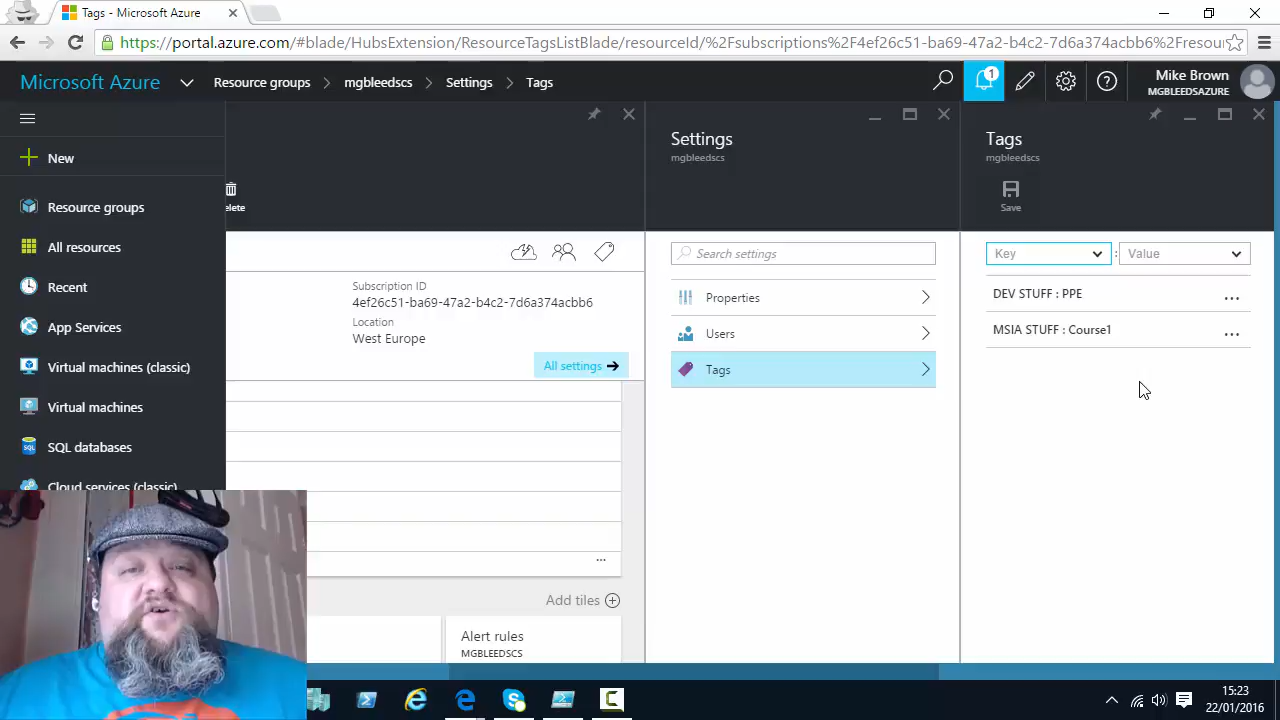 Tags - Microsoft Azure
https://portal.azure.com/#blade/HubsExtension/ResourceTagsListBlade/resourceId/%2Fsubscriptions%2F4ef26c51-ba69-47a2-b4c2-7d6a374acbb6%2Fresou
Microsoft Azure
Resource groups
mgbleedscs
Settings
Tags
1
Mike Brown
MGBLEEDSAZURE
New
Resource groups
All resources
Recent
App Services
Virtual machines (classic)
Virtual machines
SQL databases
Cloud services (classic)
elete
Subscription ID
4ef26c51-ba69-47a2-b4c2-7d6a374acbb6
Location
West Europe
All settings
...
Add tiles
Alert rules
MGBLEEDSCS
Settings
mgbleedscs
Search settings
Properties
Users
Tags
Tags
mgbleedscs
Save
Key : Value
DEV STUFF : PPE ...
MSIA STUFF : Course1 ...
15:23
22/01/2016